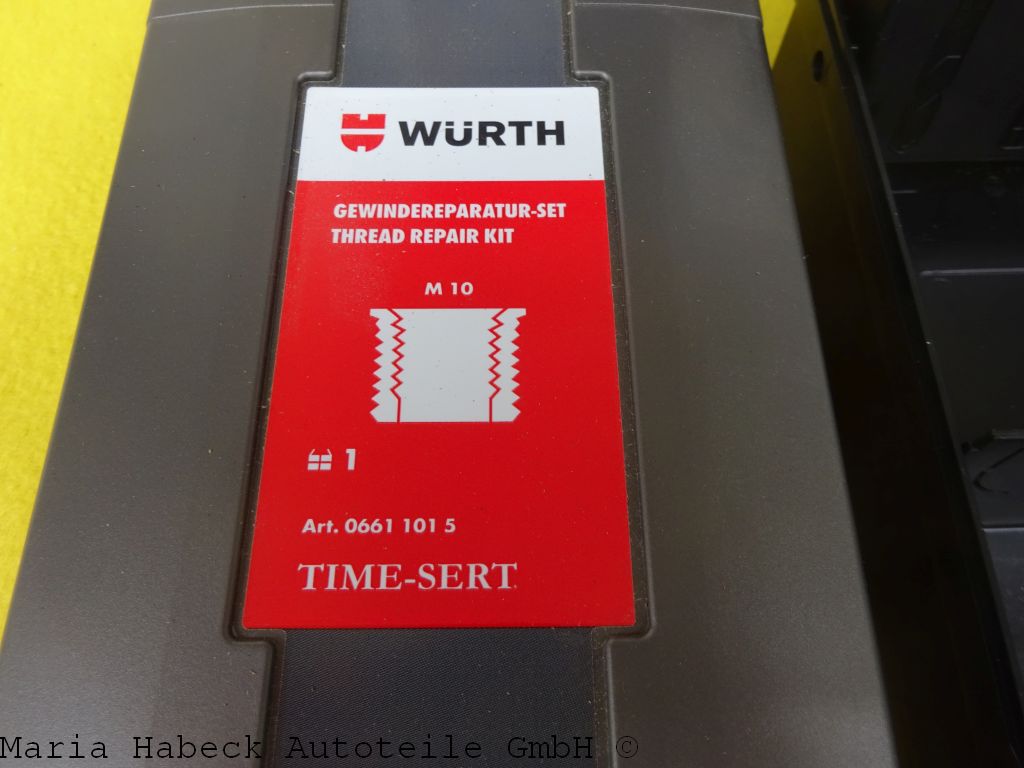 WÜRTH
GEWINDEREPARATUR-SET
THREAD REPAIR KIT
M 10
1
Art. 0661 101 5
TIME-SERT
Maria Habeck Autoteile GmbH ©